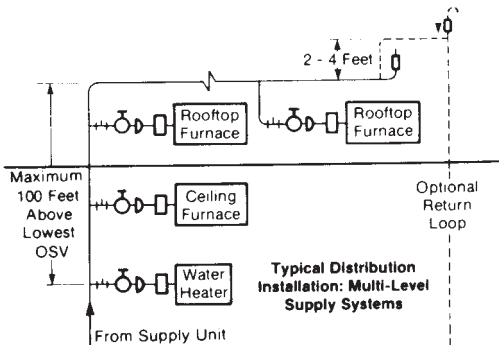 2 - 4 Feet
Rooftop
Furnace
Rooftop
Furnace
Maximum
100 Feet
Above
Lowest
OSV
Ceiling
Furnace
Optional
Return
Loop
Water
Heater
Typical Distribution
Installation: Multi-Level
Supply Systems
From Supply Unit